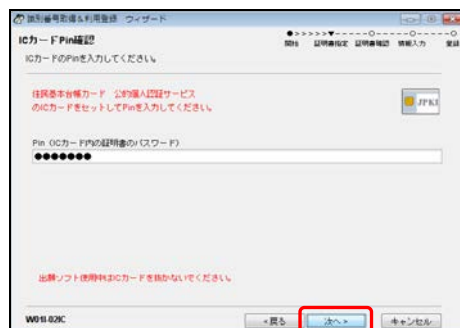 識別番号取得&利用登録 ウィザード
ICカードPin確認
ICカードのPinを入力してください。
●>>>>>▼-----○-----○-----○
開始 証明書指定 証明書確認 情報入力 登録
住民基本台帳カード 公的個人認証サービス
のICカードをセットしてPinを入力してください。
JPKI
Pin (ICカード内の証明書のパスワード)
●●●●●●●
出願ソフト使用中はICカードを抜かないでください。
W01I-02IC
<戻る
次へ>
キャンセル